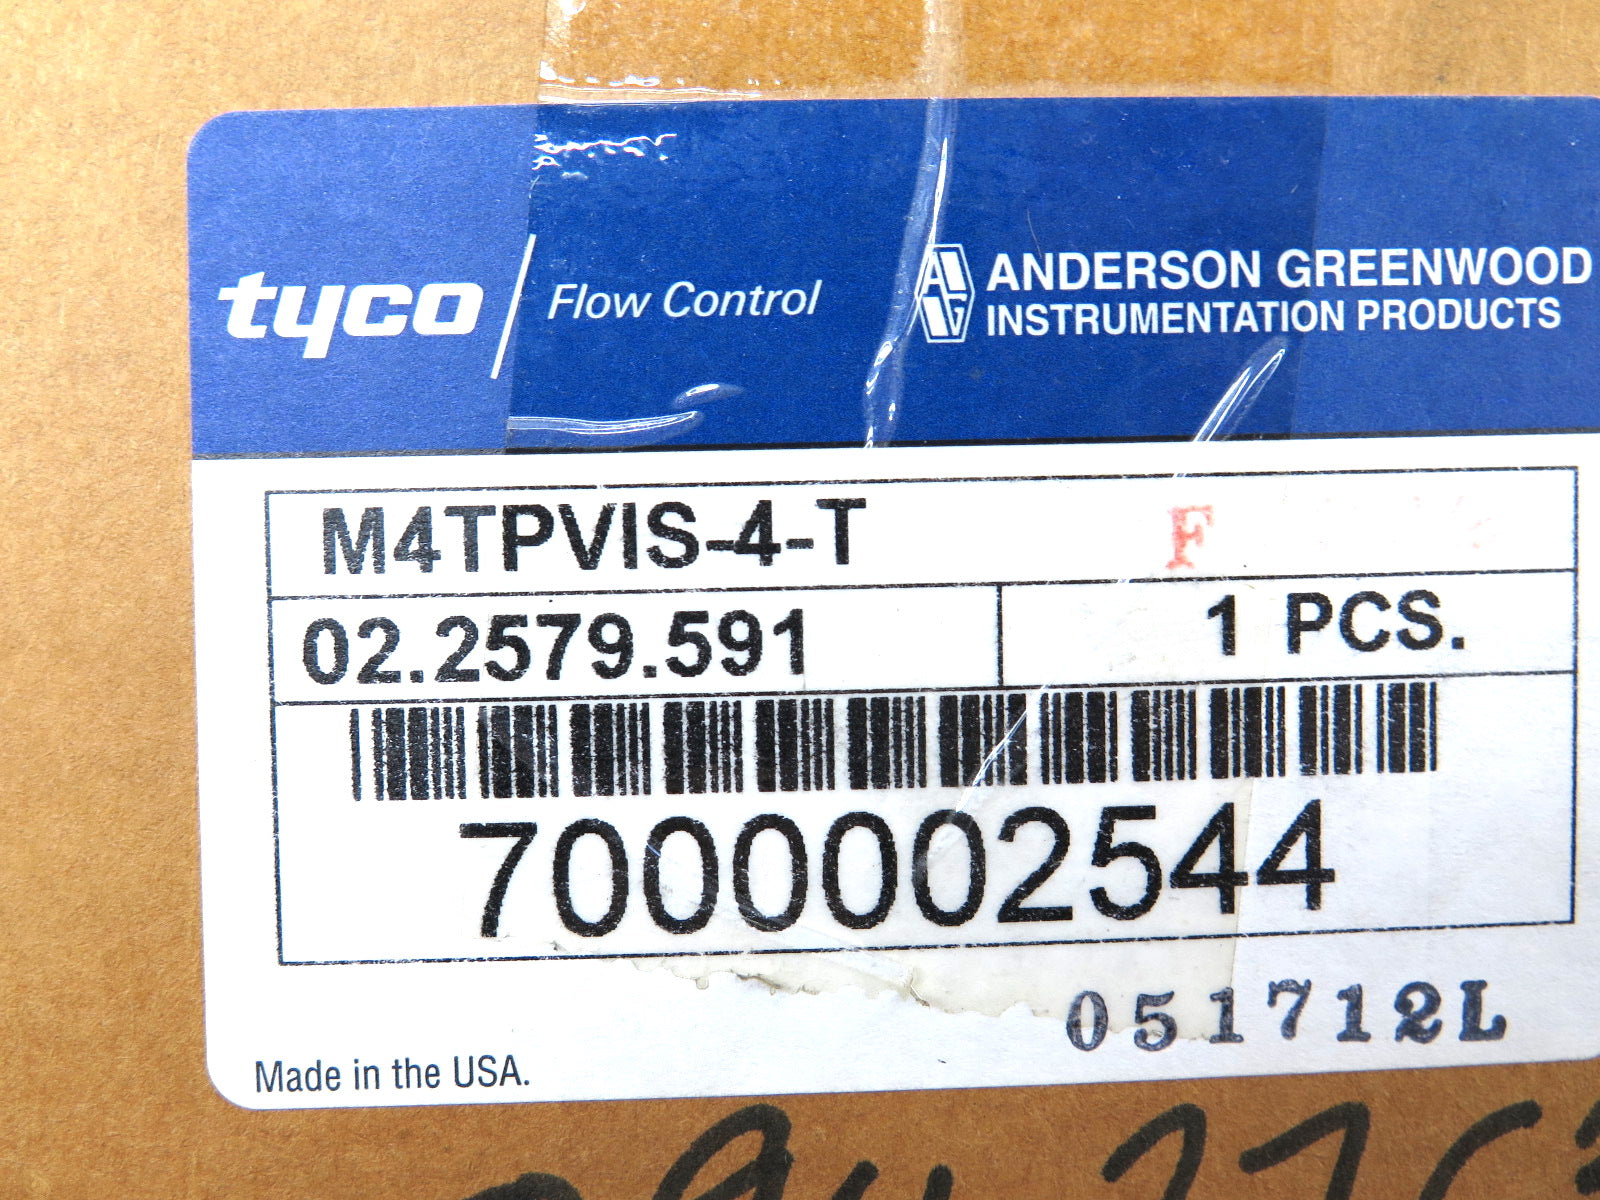 tyco Flow Control
AG ANDERSON GREENWOOD
INSTRUMENTATION PRODUCTS
M4TPVIS-4-T F
02.2579.591 1 PCS.
7000002544
051712L
Made in the USA.